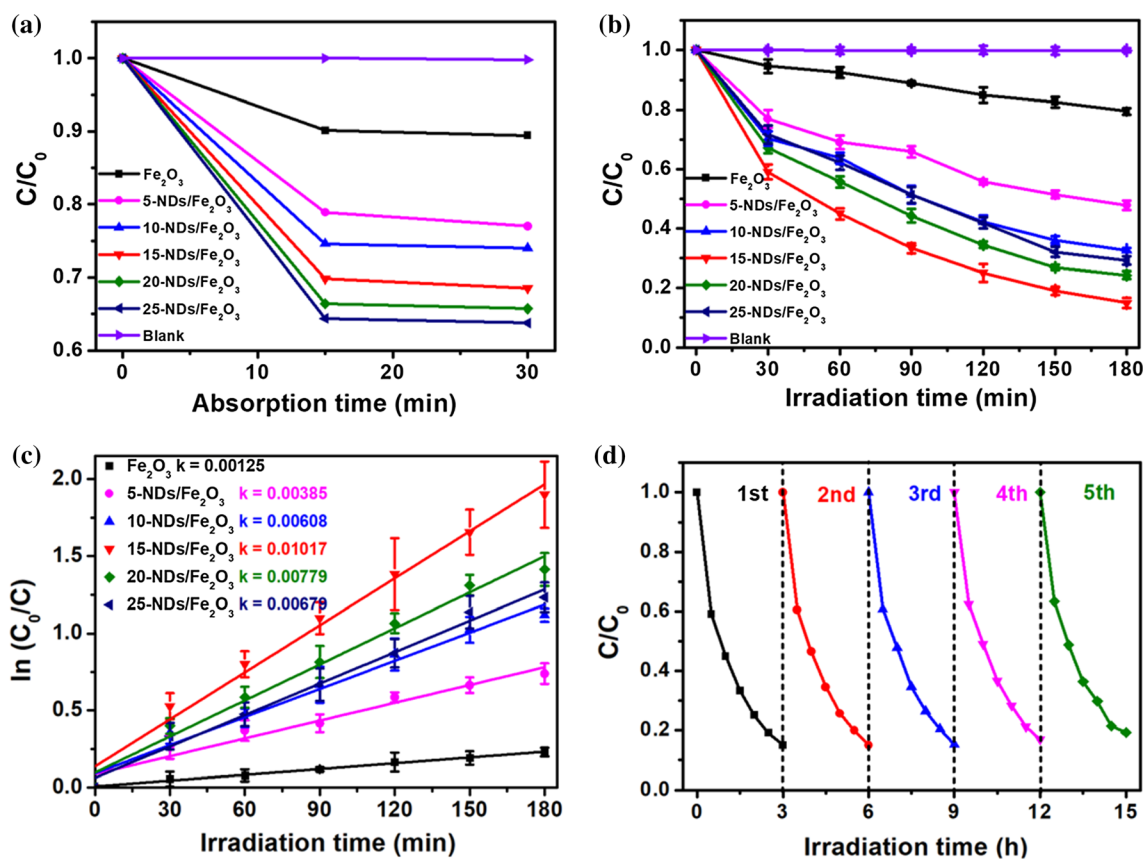 (a)
1.0
0.9
0.8
0.7
0.6
C/C₀
Fe₂O₃
5-NDs/Fe₂O₃
10-NDs/Fe₂O₃
15-NDs/Fe₂O₃
20-NDs/Fe₂O₃
25-NDs/Fe₂O₃
Blank
0 10 20 30
Absorption time (min)
(b)
1.0
0.8
0.6
0.4
0.2
0.0
C/C₀
Fe₂O₃
5-NDs/Fe₂O₃
10-NDs/Fe₂O₃
15-NDs/Fe₂O₃
20-NDs/Fe₂O₃
25-NDs/Fe₂O₃
Blank
0 30 60 90 120 150 180
Irradiation time (min)
(c)
2.0
1.5
1.0
0.5
0.0
ln (C₀/C)
Fe₂O₃ k = 0.00125
5-NDs/Fe₂O₃ k = 0.00385
10-NDs/Fe₂O₃ k = 0.00608
15-NDs/Fe₂O₃ k = 0.01017
20-NDs/Fe₂O₃ k = 0.00779
25-NDs/Fe₂O₃ k = 0.00679
0 30 60 90 120 150 180
Irradiation time (min)
(d)
1.0
0.8
0.6
0.4
0.2
0.0
C/C₀
1st 2nd 3rd 4th 5th
0 3 6 9 12 15
Irradiation time (h)